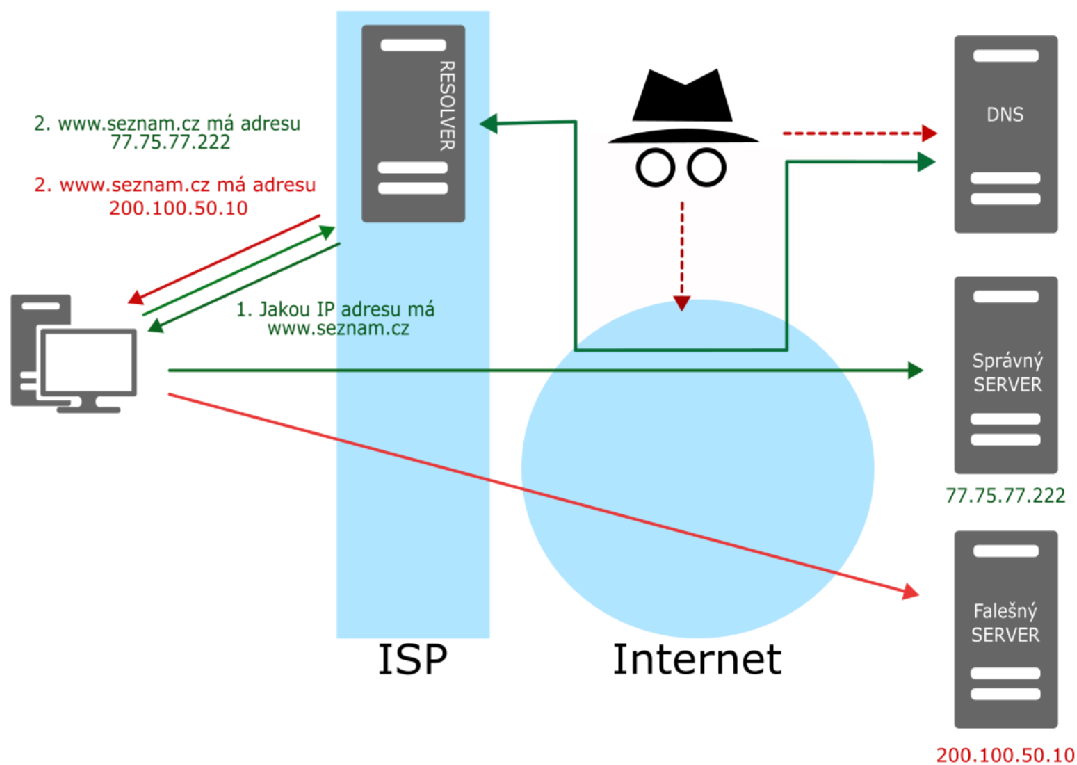 RESOLVER
DNS
2. www.seznam.cz má adresu
77.75.77.222
2. www.seznam.cz má adresu
200.100.50.10
1. Jakou IP adresu má
www.seznam.cz
Správný
SERVER
77.75.77.222
Falešný
SERVER
200.100.50.10
ISP
Internet